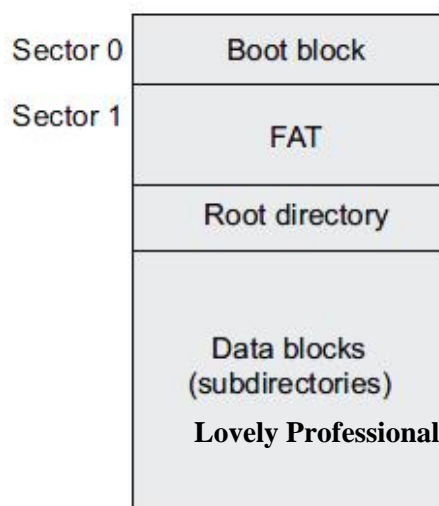 Sector 0
Boot block
Sector 1
FAT
Root directory
Data blocks
(subdirectories)
Lovely Professional